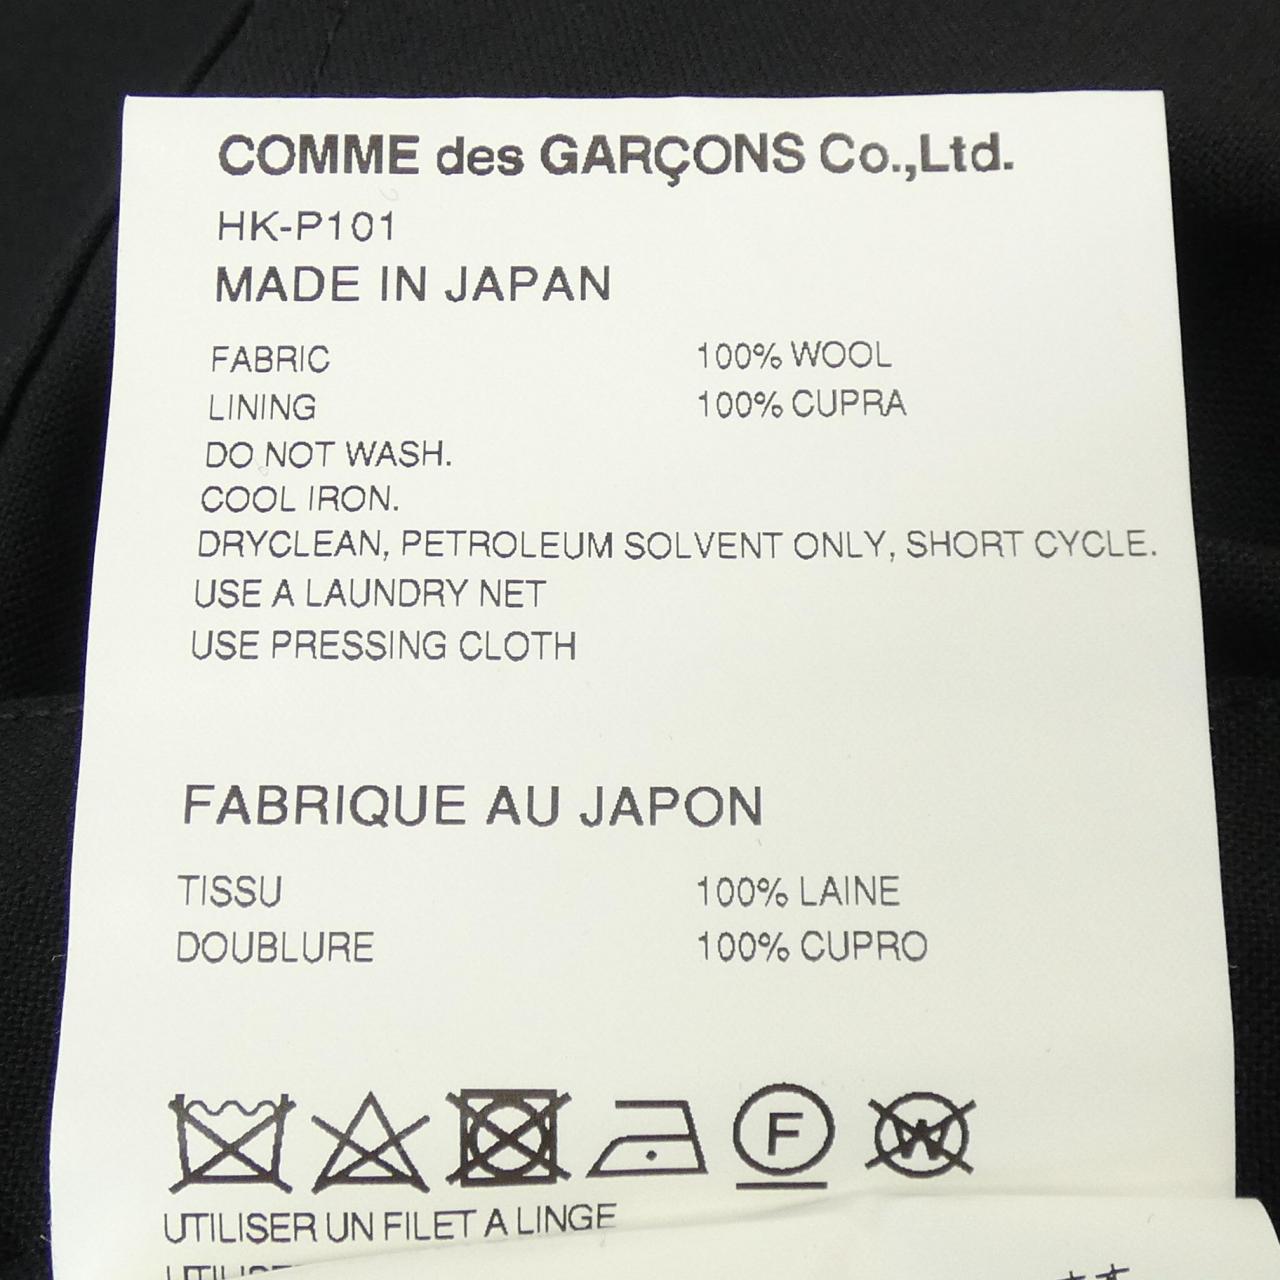 COMME des GARÇONS Co.,Ltd.
HK-P101
MADE IN JAPAN
FABRIC 100% WOOL
LINING 100% CUPRA
DO NOT WASH.
COOL IRON.
DRYCLEAN, PETROLEUM SOLVENT ONLY, SHORT CYCLE.
USE A LAUNDRY NET
USE PRESSING CLOTH
FABRIQUE AU JAPON
TISSU 100% LAINE
DOUBLURE 100% CUPRO
F W
UTILISER UN FILET A LINGE